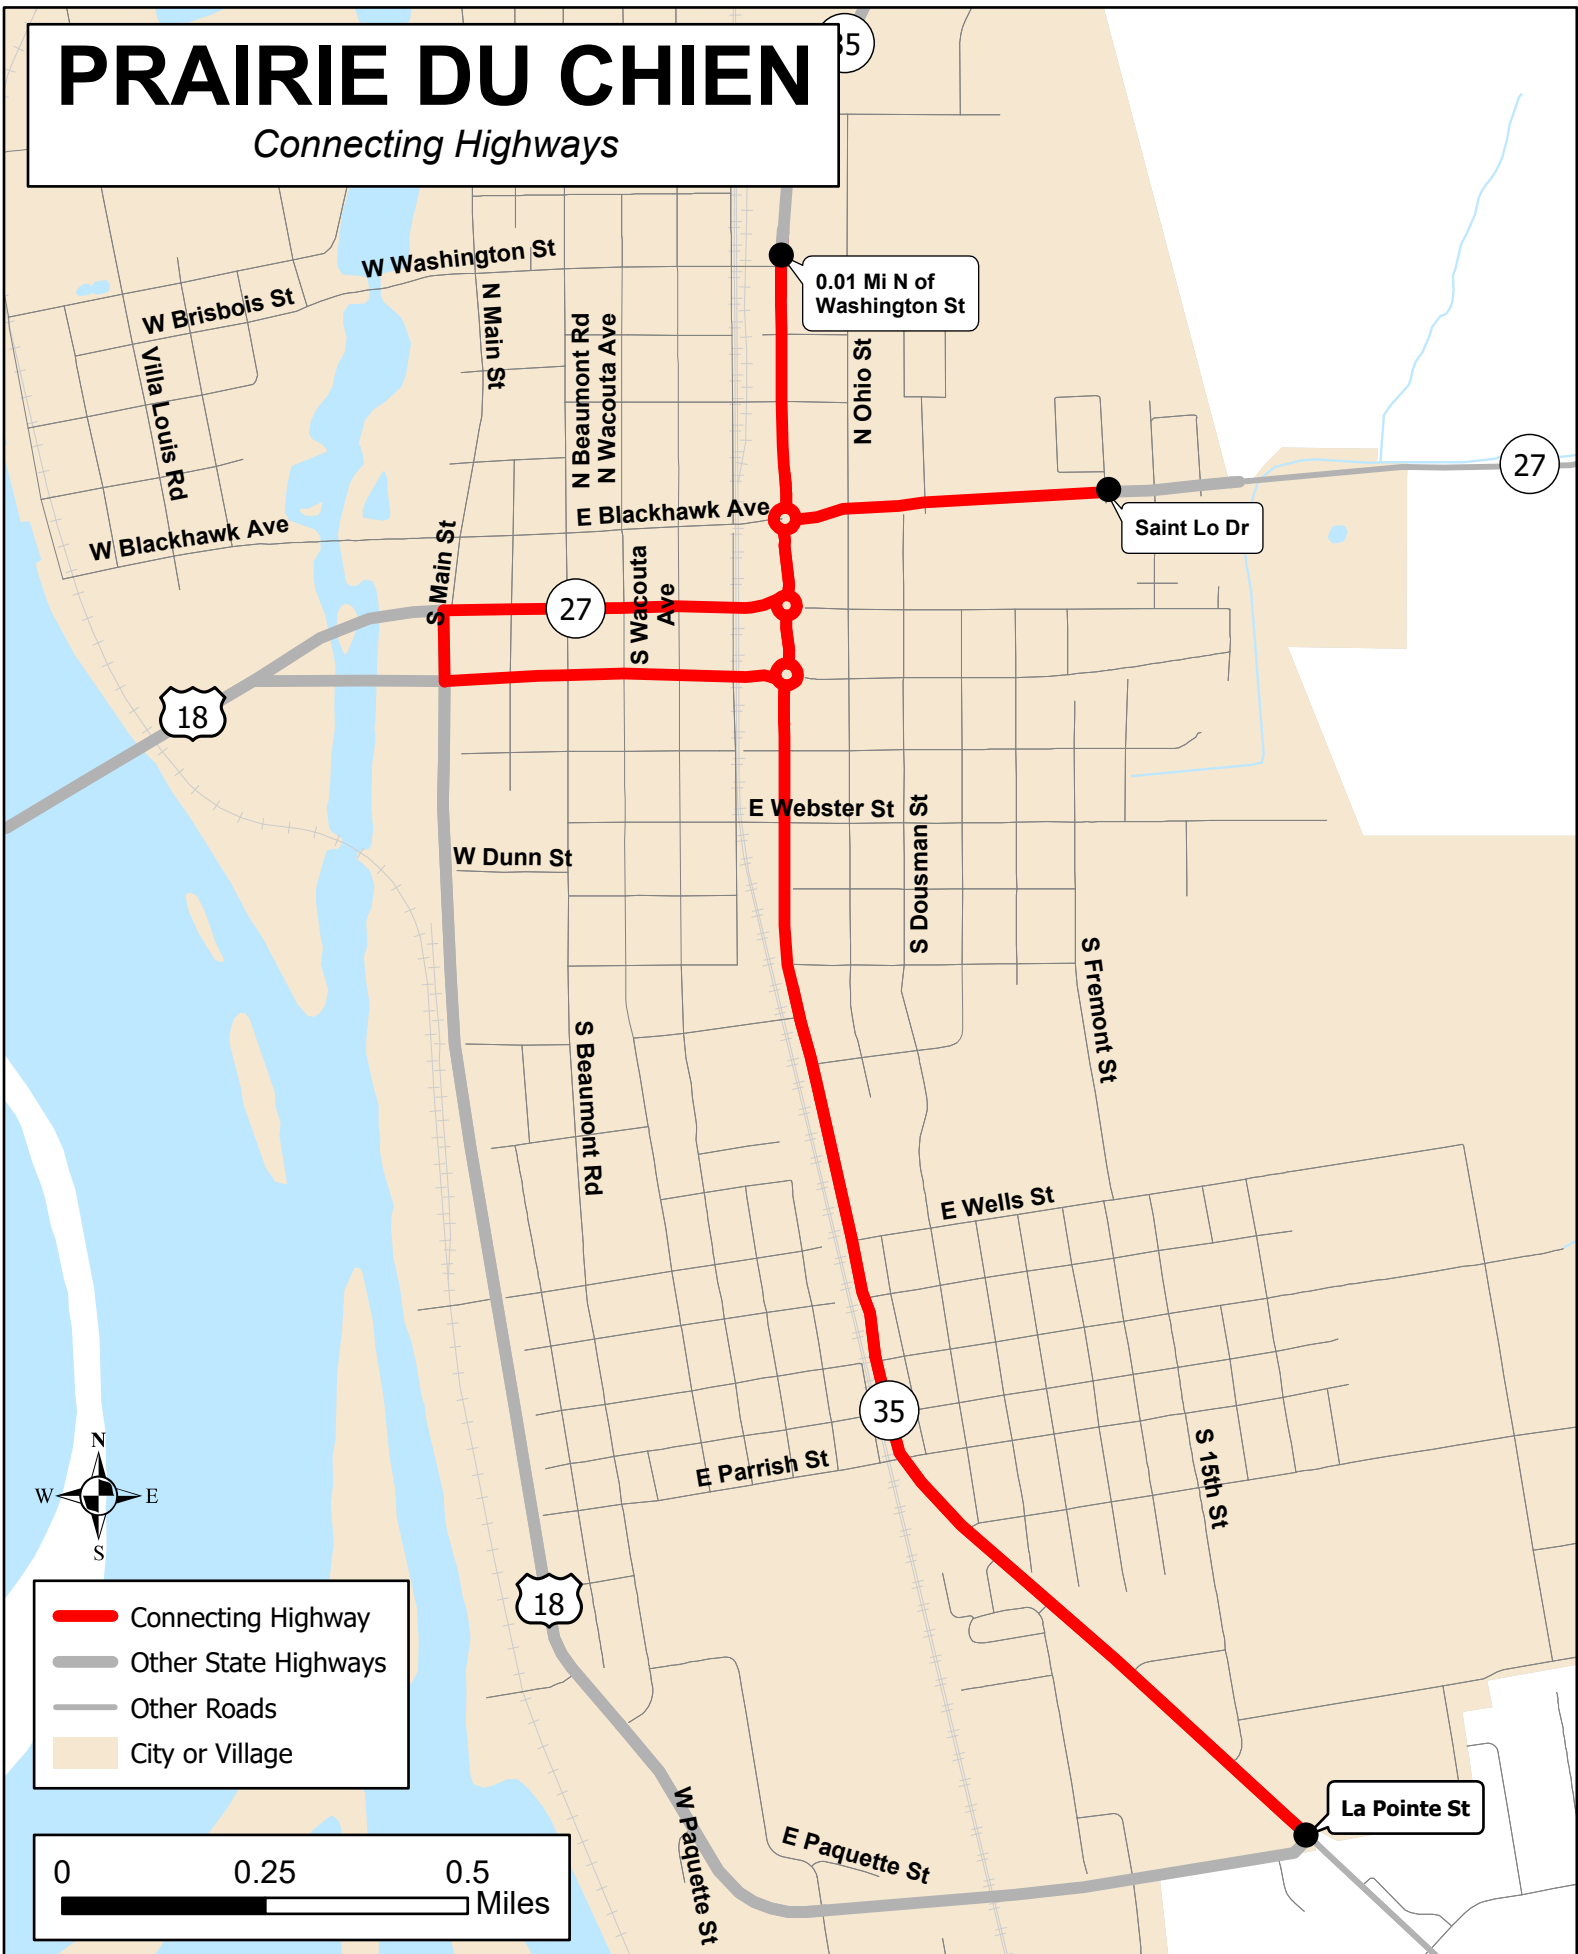 PRAIRIE DU CHIEN
Connecting Highways
35
W Washington St
0.01 Mi N of
Washington St
W Brisbois St
N Main St
N Beaumont Rd
N Wacouta Ave
Villa Louis Rd
N Ohio St
27
E Blackhawk Ave
Saint Lo Dr
W Blackhawk Ave
S Main St
27
S Wacouta
Ave
18
E Webster St
S Dousman St
W Dunn St
S Fremont St
S Beaumont Rd
E Wells St
35
E Parrish St
S 15th St
N
W
E
S
18
Connecting Highway
Other State Highways
Other Roads
City or Village
La Pointe St
W Paquette St
E Paquette St
0 0.25 0.5
Miles